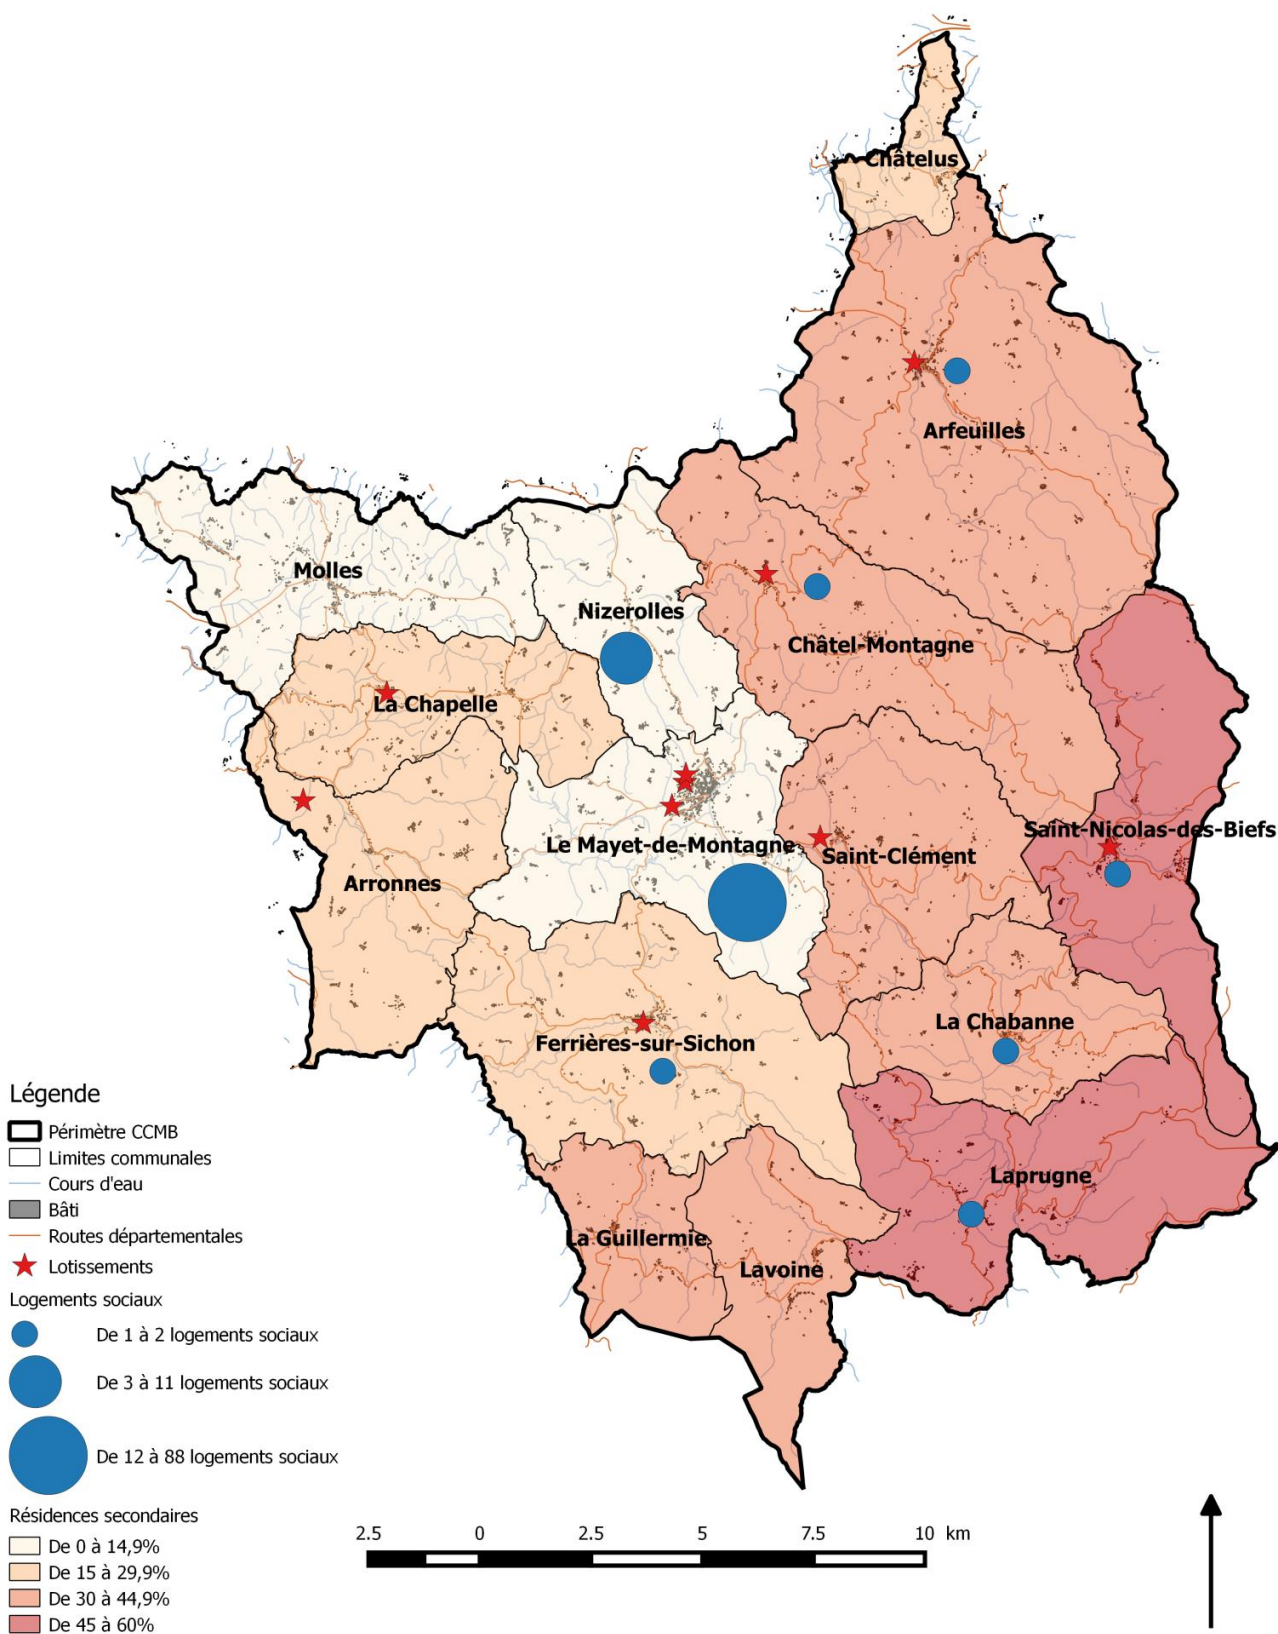 Châtelus
Arfeuilles
Molles
Nizerolles
Châtel-Montagne
La Chapelle
Saint-Nicolas-des-Biefs
Le Mayet-de-Montagne
Saint-Clément
Arronnes
La Chabanne
Ferrières-sur-Sichon
Laprugne
La Guillermie
Lavoine
Légende
Périmètre CCMB
Limites communales
Cours d'eau
Bâti
Routes départementales
Lotissements
Logements sociaux
De 1 à 2 logements sociaux
De 3 à 11 logements sociaux
De 12 à 88 logements sociaux
Résidences secondaires
De 0 à 14,9%
De 15 à 29,9%
De 30 à 44,9%
De 45 à 60%
2.5 0 2.5 5 7.5 10 km